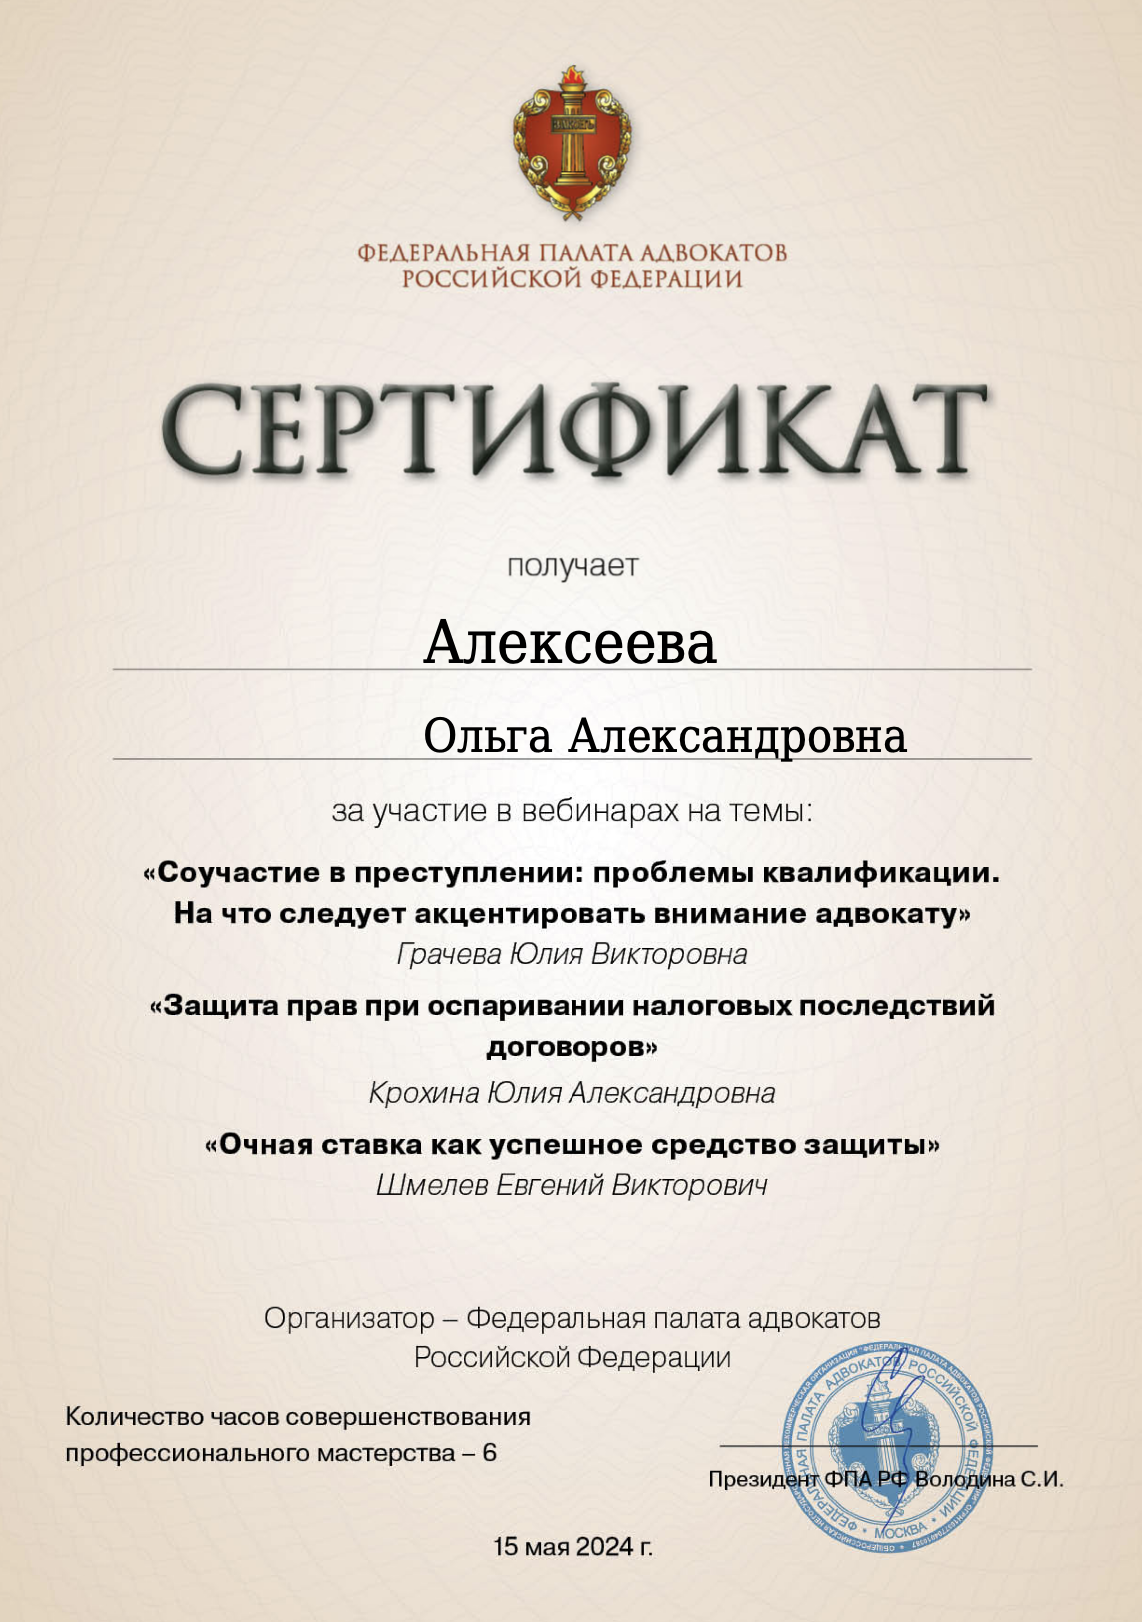 ФЕДЕРАЛЬНАЯ ПАЛАТА АДВОКАТОВ
РОССИЙСКОЙ ФЕДЕРАЦИИ
СЕРТИФИКАТ
получает
Алексеева
Ольга Александровна
за участие в вебинарах на темы:
«Соучастие в преступлении: проблемы квалификации.
На что следует акцентировать внимание адвокату»
Грачева Юлия Викторовна
«Защита прав при оспаривании налоговых последствий
договоров»
Крохина Юлия Александровна
«Очная ставка как успешное средство защиты»
Шмелев Евгений Викторович
Организатор – Федеральная палата адвокатов
Российской Федерации
Количество часов совершенствования
профессионального мастерства – 6
ФЕДЕРАЛЬНАЯ ПАЛАТА АДВОКАТОВ РОССИЙСКОЙ ФЕДЕРАЦИИ
• МОСКВА •
Президент ФПА РФ Володина С.И.
15 мая 2024 г.